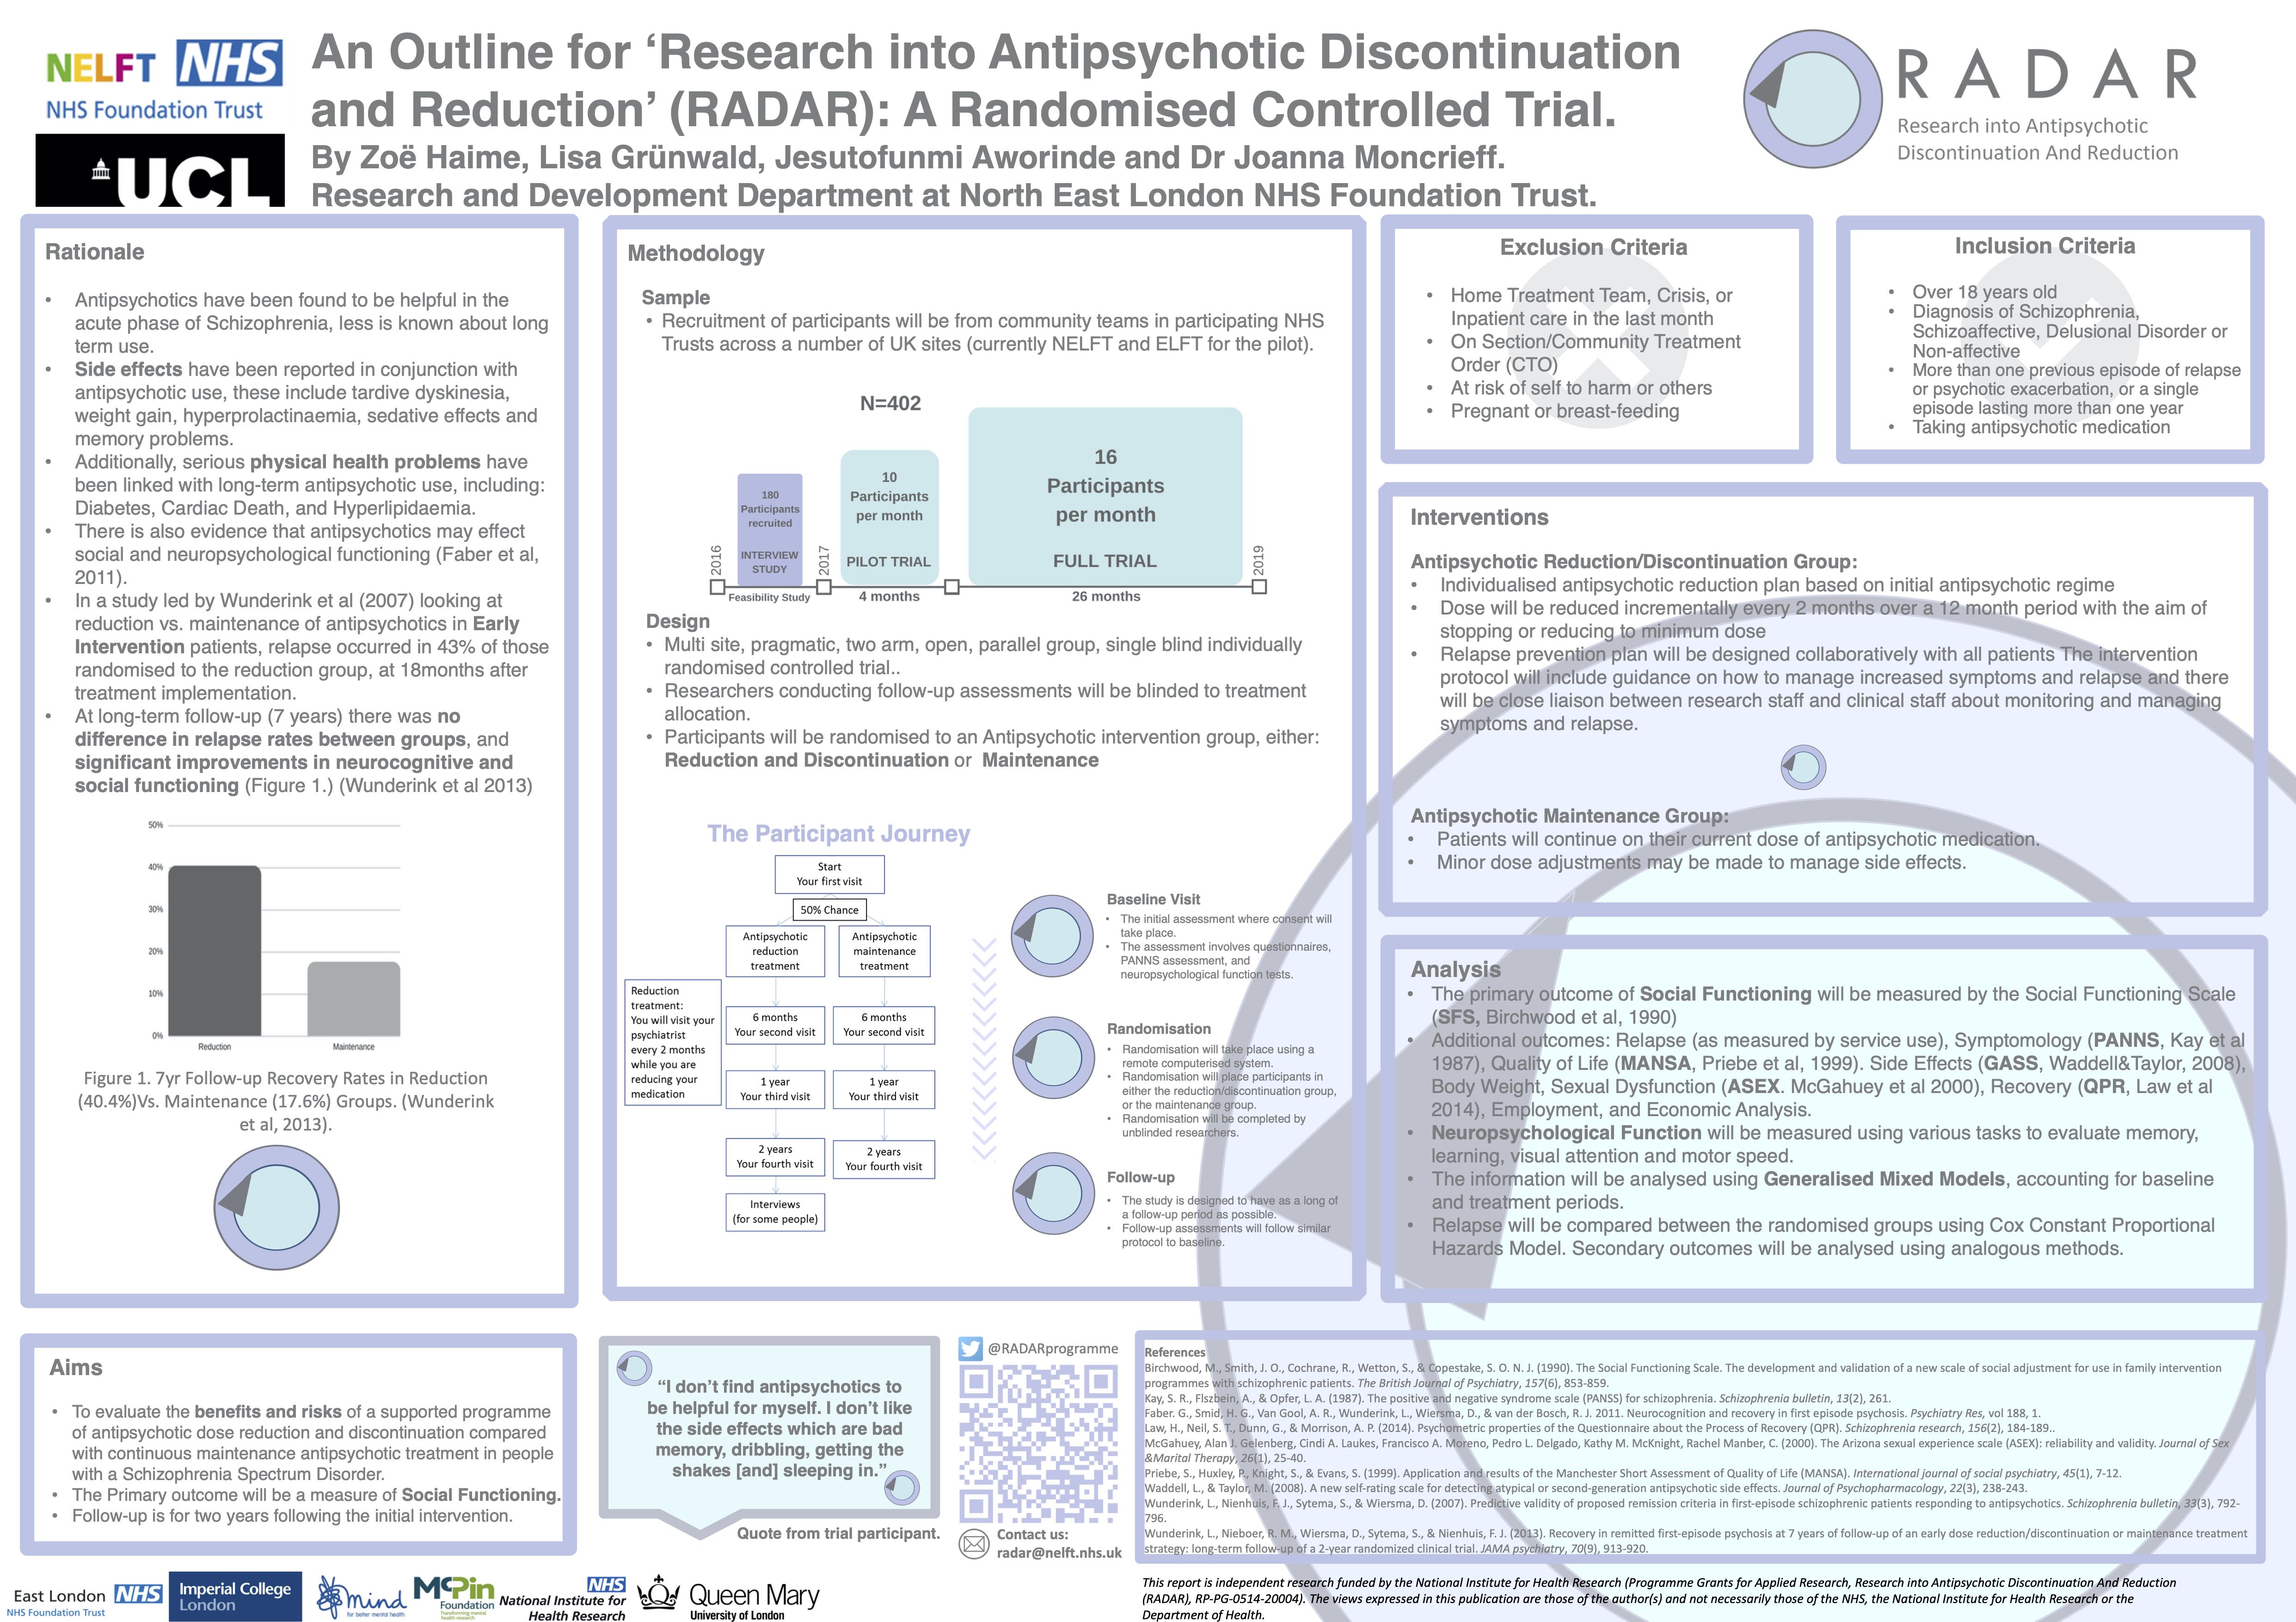 NELFT NHS
NHS Foundation Trust
UCL
An Outline for ‘Research into Antipsychotic Discontinuation
and Reduction’ (RADAR): A Randomised Controlled Trial.
By Zoë Haime, Lisa Grünwald, Jesutofunmi Aworinde and Dr Joanna Moncrieff.
Research and Development Department at North East London NHS Foundation Trust.
RADAR
Research into Antipsychotic
Discontinuation And Reduction
Rationale
• Antipsychotics have been found to be helpful in the
acute phase of Schizophrenia, less is known about long
term use.
• Side effects have been reported in conjunction with
antipsychotic use, these include tardive dyskinesia,
weight gain, hyperprolactinaemia, sedative effects and
memory problems.
• Additionally, serious physical health problems have
been linked with long-term antipsychotic use, including:
Diabetes, Cardiac Death, and Hyperlipidaemia.
• There is also evidence that antipsychotics may effect
social and neuropsychological functioning (Faber et al,
2011).
• In a study led by Wunderink et al (2007) looking at
reduction vs. maintenance of antipsychotics in Early
Intervention patients, relapse occurred in 43% of those
randomised to the reduction group, at 18months after
treatment implementation.
• At long-term follow-up (7 years) there was no
difference in relapse rates between groups, and
significant improvements in neurocognitive and
social functioning (Figure 1.) (Wunderink et al 2013)
50%
40%
30%
20%
10%
0%
Reduction Maintenance
Figure 1. 7yr Follow-up Recovery Rates in Reduction
(40.4%)Vs. Maintenance (17.6%) Groups. (Wunderink
et al, 2013).
Aims
• To evaluate the benefits and risks of a supported programme
of antipsychotic dose reduction and discontinuation compared
with continuous maintenance antipsychotic treatment in people
with a Schizophrenia Spectrum Disorder.
• The Primary outcome will be a measure of Social Functioning.
• Follow-up is for two years following the initial intervention.
Methodology
Sample
• Recruitment of participants will be from community teams in participating NHS
Trusts across a number of UK sites (currently NELFT and ELFT for the pilot).
N=402
180
Participants
recruited
INTERVIEW
STUDY
10
Participants
per month
PILOT TRIAL
16
Participants
per month
FULL TRIAL
2016
2017
2019
Feasibility Study
4 months
26 months
Design
• Multi site, pragmatic, two arm, open, parallel group, single blind individually
randomised controlled trial..
• Researchers conducting follow-up assessments will be blinded to treatment
allocation.
• Participants will be randomised to an Antipsychotic intervention group, either:
Reduction and Discontinuation or Maintenance
The Participant Journey
Start
Your first visit
50% Chance
Antipsychotic
reduction
treatment
Antipsychotic
maintenance
treatment
Reduction
treatment:
You will visit your
psychiatrist
every 2 months
while you are
reducing your
medication
6 months
Your second visit
6 months
Your second visit
1 year
Your third visit
1 year
Your third visit
2 years
Your fourth visit
2 years
Your fourth visit
Interviews
(for some people)
Baseline Visit
• The initial assessment where consent will
take place.
• The assessment involves questionnaires,
PANNS assessment, and
neuropsychological function tests.
Randomisation
• Randomisation will take place using a
remote computerised system.
• Randomisation will place participants in
either the reduction/discontinuation group,
or the maintenance group.
• Randomisation will be completed by
unblinded researchers.
Follow-up
• The study is designed to have as a long of
a follow-up period as possible.
• Follow-up assessments will follow similar
protocol to baseline.
Exclusion Criteria
• Home Treatment Team, Crisis, or
Inpatient care in the last month
• On Section/Community Treatment
Order (CTO)
• At risk of self to harm or others
• Pregnant or breast-feeding
Inclusion Criteria
• Over 18 years old
• Diagnosis of Schizophrenia,
Schizoaffective, Delusional Disorder or
Non-affective
• More than one previous episode of relapse
or psychotic exacerbation, or a single
episode lasting more than one year
• Taking antipsychotic medication
Interventions
Antipsychotic Reduction/Discontinuation Group:
• Individualised antipsychotic reduction plan based on initial antipsychotic regime
• Dose will be reduced incrementally every 2 months over a 12 month period with the aim of
stopping or reducing to minimum dose
• Relapse prevention plan will be designed collaboratively with all patients The intervention
protocol will include guidance on how to manage increased symptoms and relapse and there
will be close liaison between research staff and clinical staff about monitoring and managing
symptoms and relapse.
Antipsychotic Maintenance Group:
• Patients will continue on their current dose of antipsychotic medication.
• Minor dose adjustments may be made to manage side effects.
Analysis
• The primary outcome of Social Functioning will be measured by the Social Functioning Scale
(SFS, Birchwood et al, 1990)
• Additional outcomes: Relapse (as measured by service use), Symptomology (PANNS, Kay et al
1987), Quality of Life (MANSA, Priebe et al, 1999). Side Effects (GASS, Waddell&Taylor, 2008),
Body Weight, Sexual Dysfunction (ASEX. McGahuey et al 2000), Recovery (QPR, Law et al
2014), Employment, and Economic Analysis.
• Neuropsychological Function will be measured using various tasks to evaluate memory,
learning, visual attention and motor speed.
• The information will be analysed using Generalised Mixed Models, accounting for baseline
and treatment periods.
• Relapse will be compared between the randomised groups using Cox Constant Proportional
Hazards Model. Secondary outcomes will be analysed using analogous methods.
“I don’t find antipsychotics to
be helpful for myself. I don’t like
the side effects which are bad
memory, dribbling, getting the
shakes [and] sleeping in.”
Quote from trial participant.
@RADARprogramme
Contact us:
radar@nelft.nhs.uk
References
Birchwood, M., Smith, J. O., Cochrane, R., Wetton, S., & Copestake, S. O. N. J. (1990). The Social Functioning Scale. The development and validation of a new scale of social adjustment for use in family intervention
programmes with schizophrenic patients. The British Journal of Psychiatry, 157(6), 853-859.
Kay, S. R., Flszbein, A., & Opfer, L. A. (1987). The positive and negative syndrome scale (PANSS) for schizophrenia. Schizophrenia bulletin, 13(2), 261.
Faber. G., Smid, H. G., Van Gool, A. R., Wunderink, L., Wiersma, D., & van der Bosch, R. J. 2011. Neurocognition and recovery in first episode psychosis. Psychiatry Res, vol 188, 1.
Law, H., Neil, S. T., Dunn, G., & Morrison, A. P. (2014). Psychometric properties of the Questionnaire about the Process of Recovery (QPR). Schizophrenia research, 156(2), 184-189..
McGahuey, Alan J. Gelenberg, Cindi A. Laukes, Francisco A. Moreno, Pedro L. Delgado, Kathy M. McKnight, Rachel Manber, C. (2000). The Arizona sexual experience scale (ASEX): reliability and validity. Journal of Sex
&Marital Therapy, 26(1), 25-40.
Priebe, S., Huxley, P., Knight, S., & Evans, S. (1999). Application and results of the Manchester Short Assessment of Quality of Life (MANSA). International journal of social psychiatry, 45(1), 7-12.
Waddell, L., & Taylor, M. (2008). A new self-rating scale for detecting atypical or second-generation antipsychotic side effects. Journal of Psychopharmacology, 22(3), 238-243.
Wunderink, L., Nienhuis, F. J., Sytema, S., & Wiersma, D. (2007). Predictive validity of proposed remission criteria in first-episode schizophrenic patients responding to antipsychotics. Schizophrenia bulletin, 33(3), 792-
796.
Wunderink, L., Nieboer, R. M., Wiersma, D., Sytema, S., & Nienhuis, F. J. (2013). Recovery in remitted first-episode psychosis at 7 years of follow-up of an early dose reduction/discontinuation or maintenance treatment
strategy: long-term follow-up of a 2-year randomized clinical trial. JAMA psychiatry, 70(9), 913-920.
East London NHS
NHS Foundation Trust
Imperial College
London
mind
for better mental health
McPin
Foundation
Transforming mental
health research
NHS
National Institute for
Health Research
Queen Mary
University of London
This report is independent research funded by the National Institute for Health Research (Programme Grants for Applied Research, Research into Antipsychotic Discontinuation And Reduction
(RADAR), RP-PG-0514-20004). The views expressed in this publication are those of the author(s) and not necessarily those of the NHS, the National Institute for Health Research or the
Department of Health.